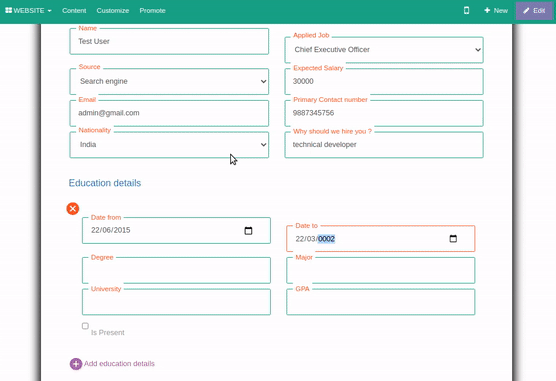 WEBSITE Content Customize Promote New Edit
Name
Test User
Applied Job
Chief Executive Officer
Source
Search engine
Expected Salary
30000
Email
admin@gmail.com
Primary Contact number
9887345756
Nationality
India
Why should we hire you ?
technical developer
Education details
Date from
22/06/2015
Date to
22/03/0002
Degree
Major
University
GPA
Is Present
Add education details